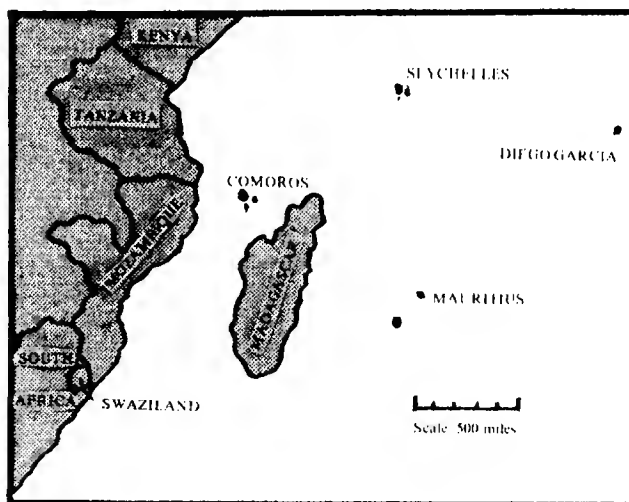 KENYA
SEYCHELLES
TANZANIA
DIEGO GARCIA
COMOROS
MOZAMBIQUE
MADAGASCAR
MAURITIUS
SOUTH
AFRICA
SWAZILAND
Scale: 500 miles